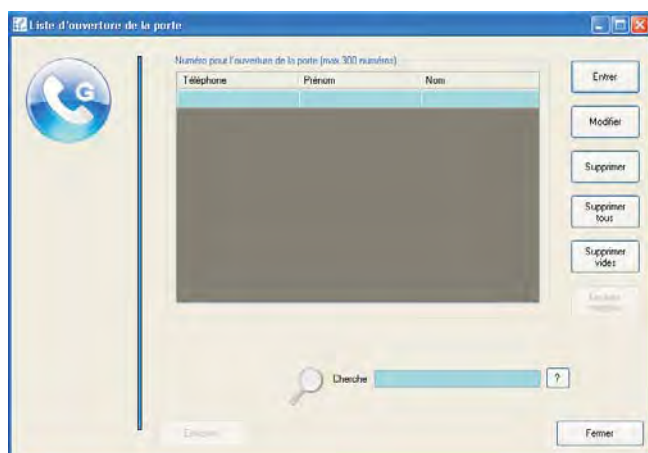 Liste d'ouverture de la porte
G
Numéro pour l'ouverture de la porte (max 300 numéros)
Téléphone Prénom Nom
Entrer
Modifier
Supprimer
Supprimer
tous
Supprimer
vides
Cherche
?
Fermer